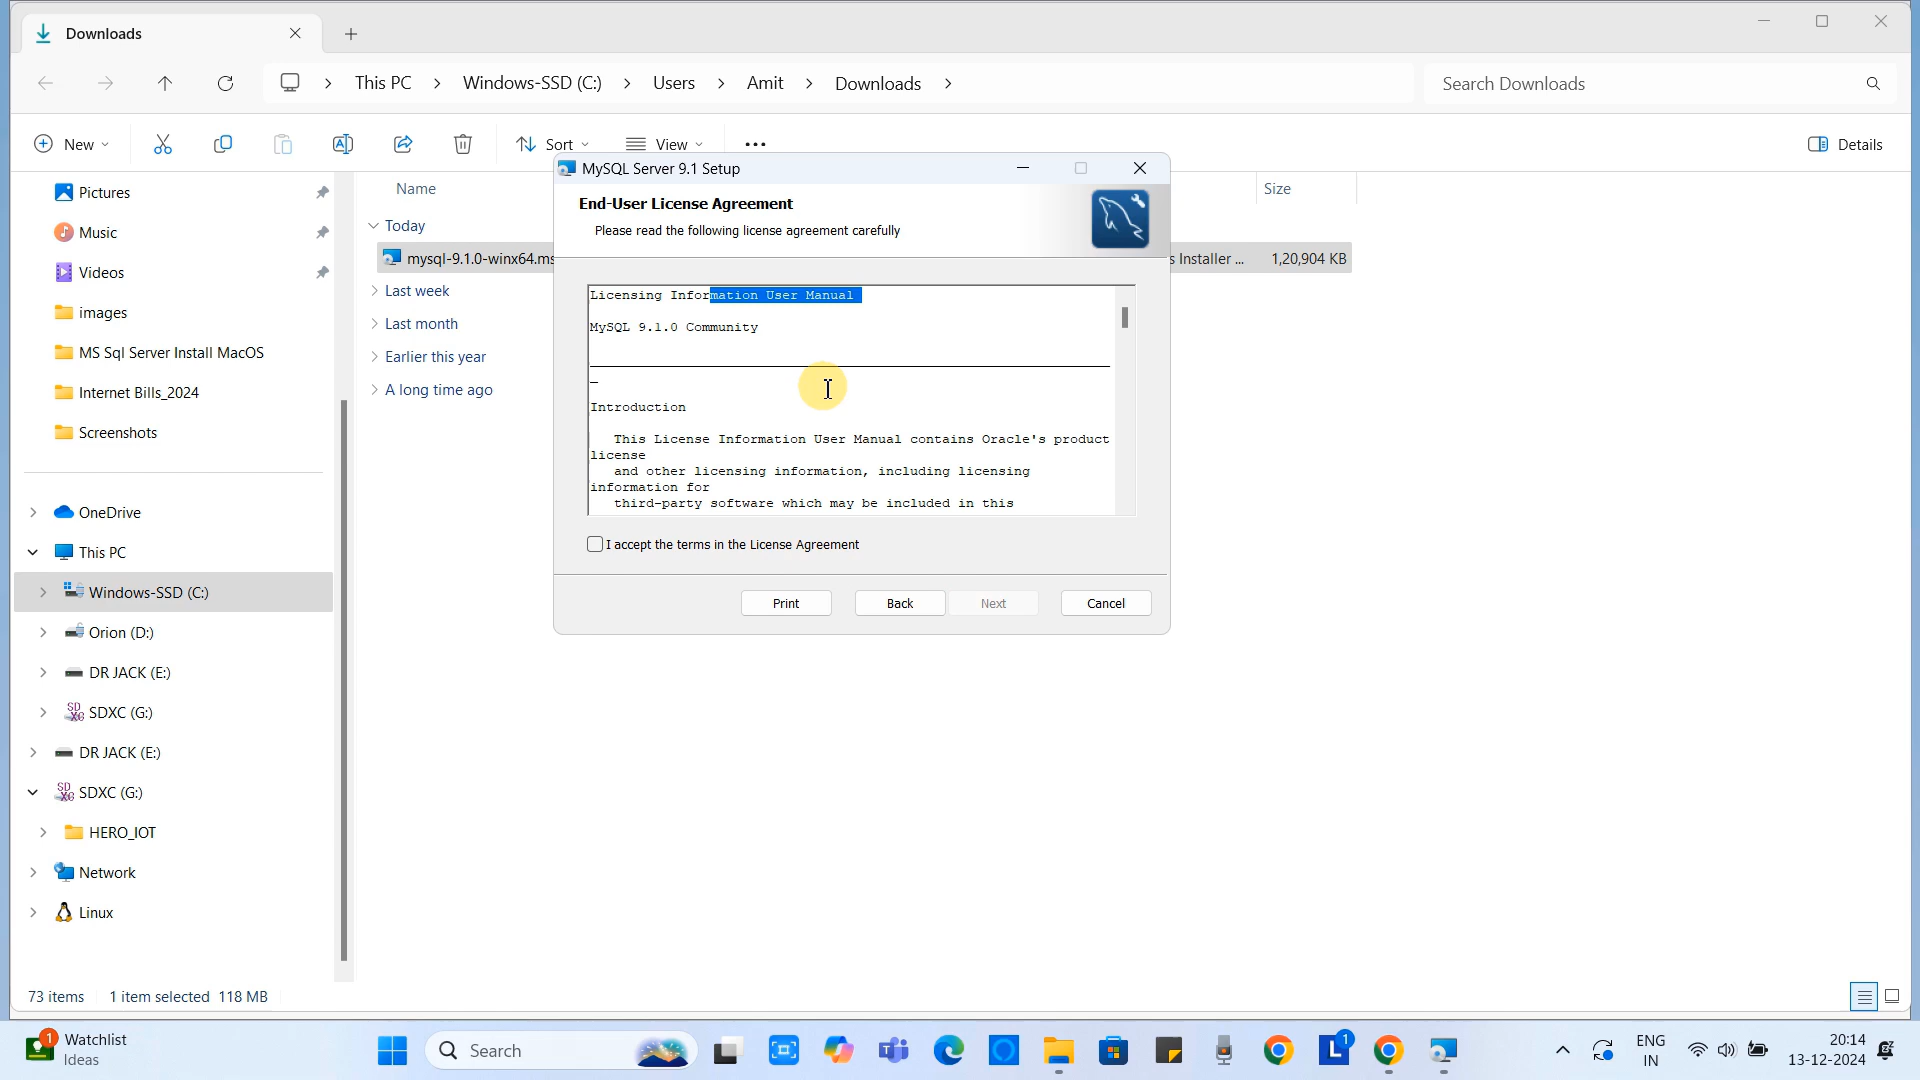 Downloads
This PC
Windows-SSD (C:)
Users
Amit
Downloads
Search Downloads
New
Sort
View
Details
Pictures
Music
Videos
images
MS Sql Server Install MacOS
Internet Bills_2024
Screenshots
OneDrive
This PC
Windows-SSD (C:)
Orion (D:)
DR JACK (E:)
SDXC (G:)
DR JACK (E:)
SDXC (G:)
HERO_IOT
Network
Linux
Name
Size
Today
mysql-9.1.0-winx64.ms
s Installer ...
1,20,904 KB
Last week
Last month
Earlier this year
A long time ago
MySQL Server 9.1 Setup
End-User License Agreement
Please read the following license agreement carefully
Licensing Information User Manual
MySQL 9.1.0 Community
Introduction
This License Information User Manual contains Oracle's product
license
and other licensing information, including licensing
information for
third-party software which may be included in this
I accept the terms in the License Agreement
Print
Back
Next
Cancel
73 items
1 item selected 118 MB
1
Watchlist
Ideas
Search
L
1
ENG
IN
20:14
13-12-2024